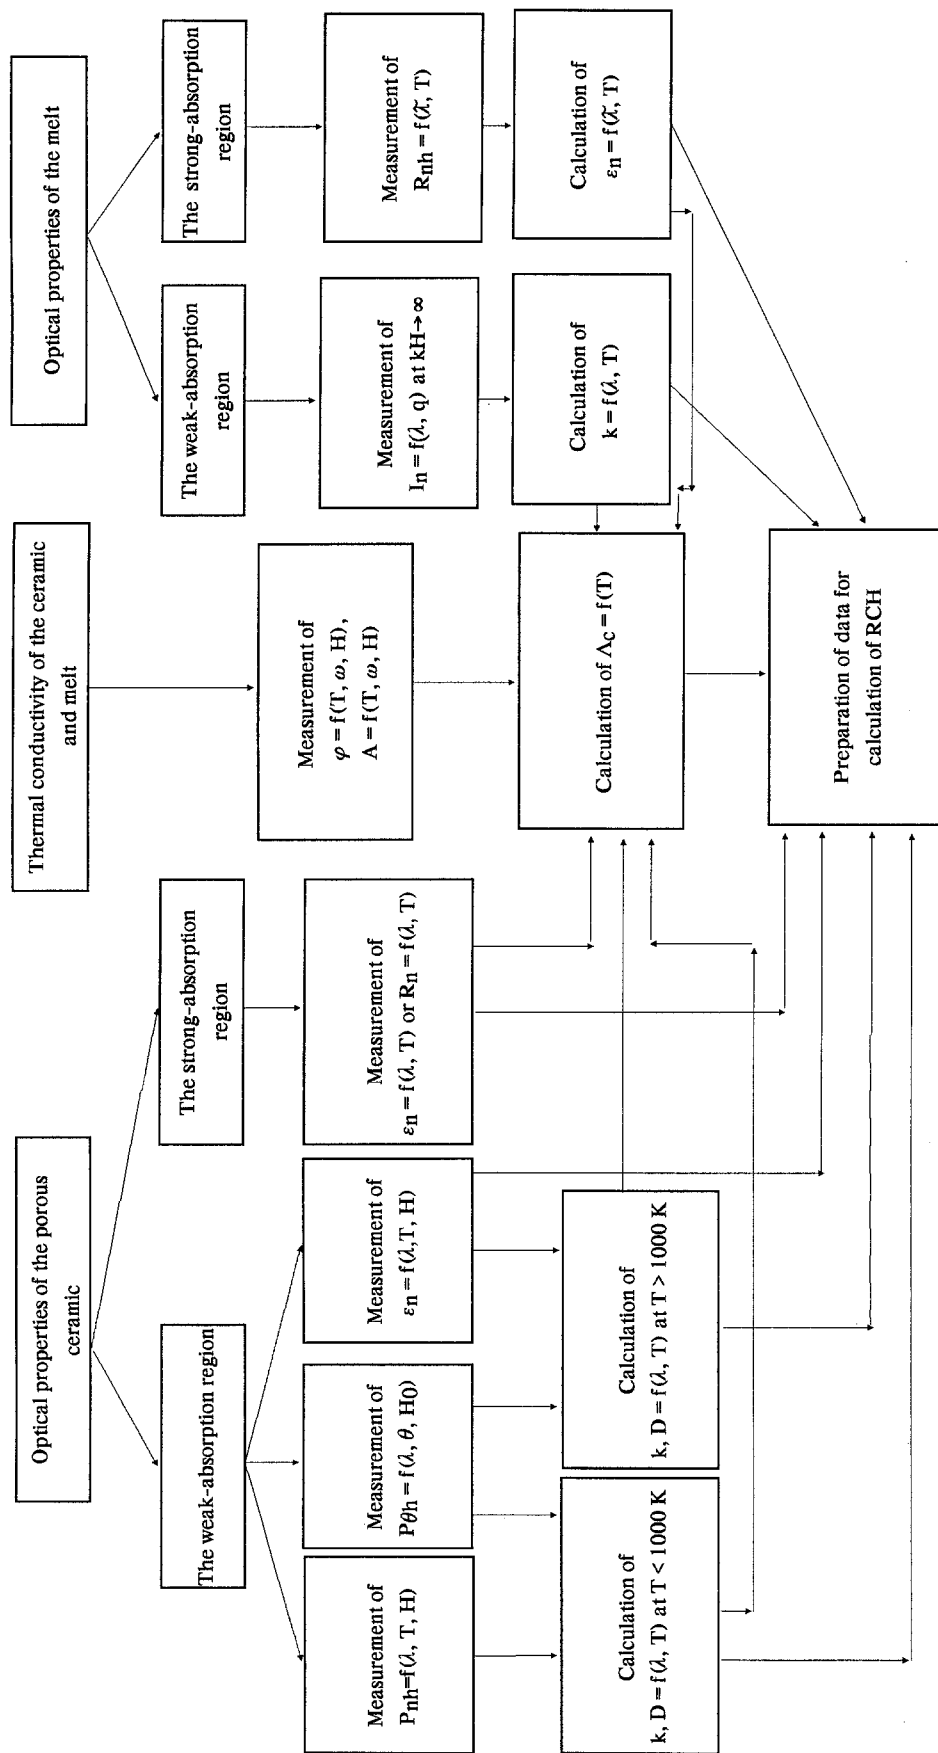 Optical properties of the porous
ceramic
Thermal conductivity of the ceramic
and melt
Optical properties of the melt
The weak-absorption region
The strong-absorption
region
The weak-absorption
region
The strong-absorption
region
Measurement of
Pnh=f(λ, T, H)
Measurement of
Pθh = f(λ, θ, H0)
Measurement of
εn = f(λ,T, H)
Measurement of
εn = f(λ, T) or Rn = f(λ, T)
Measurement of
φ = f(T, ω, H),
A = f(T, ω, H)
Measurement of
In = f(λ, q) at kH→∞
Measurement of
Rnh = f(λ̃, T)
Calculation of
k, D = f(λ, T) at T < 1000 K
Calculation of
k, D = f(λ, T) at T > 1000 K
Calculation of Λc = f(T)
Calculation of
k = f(λ, T)
Calculation of
εn = f(λ̃, T)
Preparation of data for
calculation of RCH